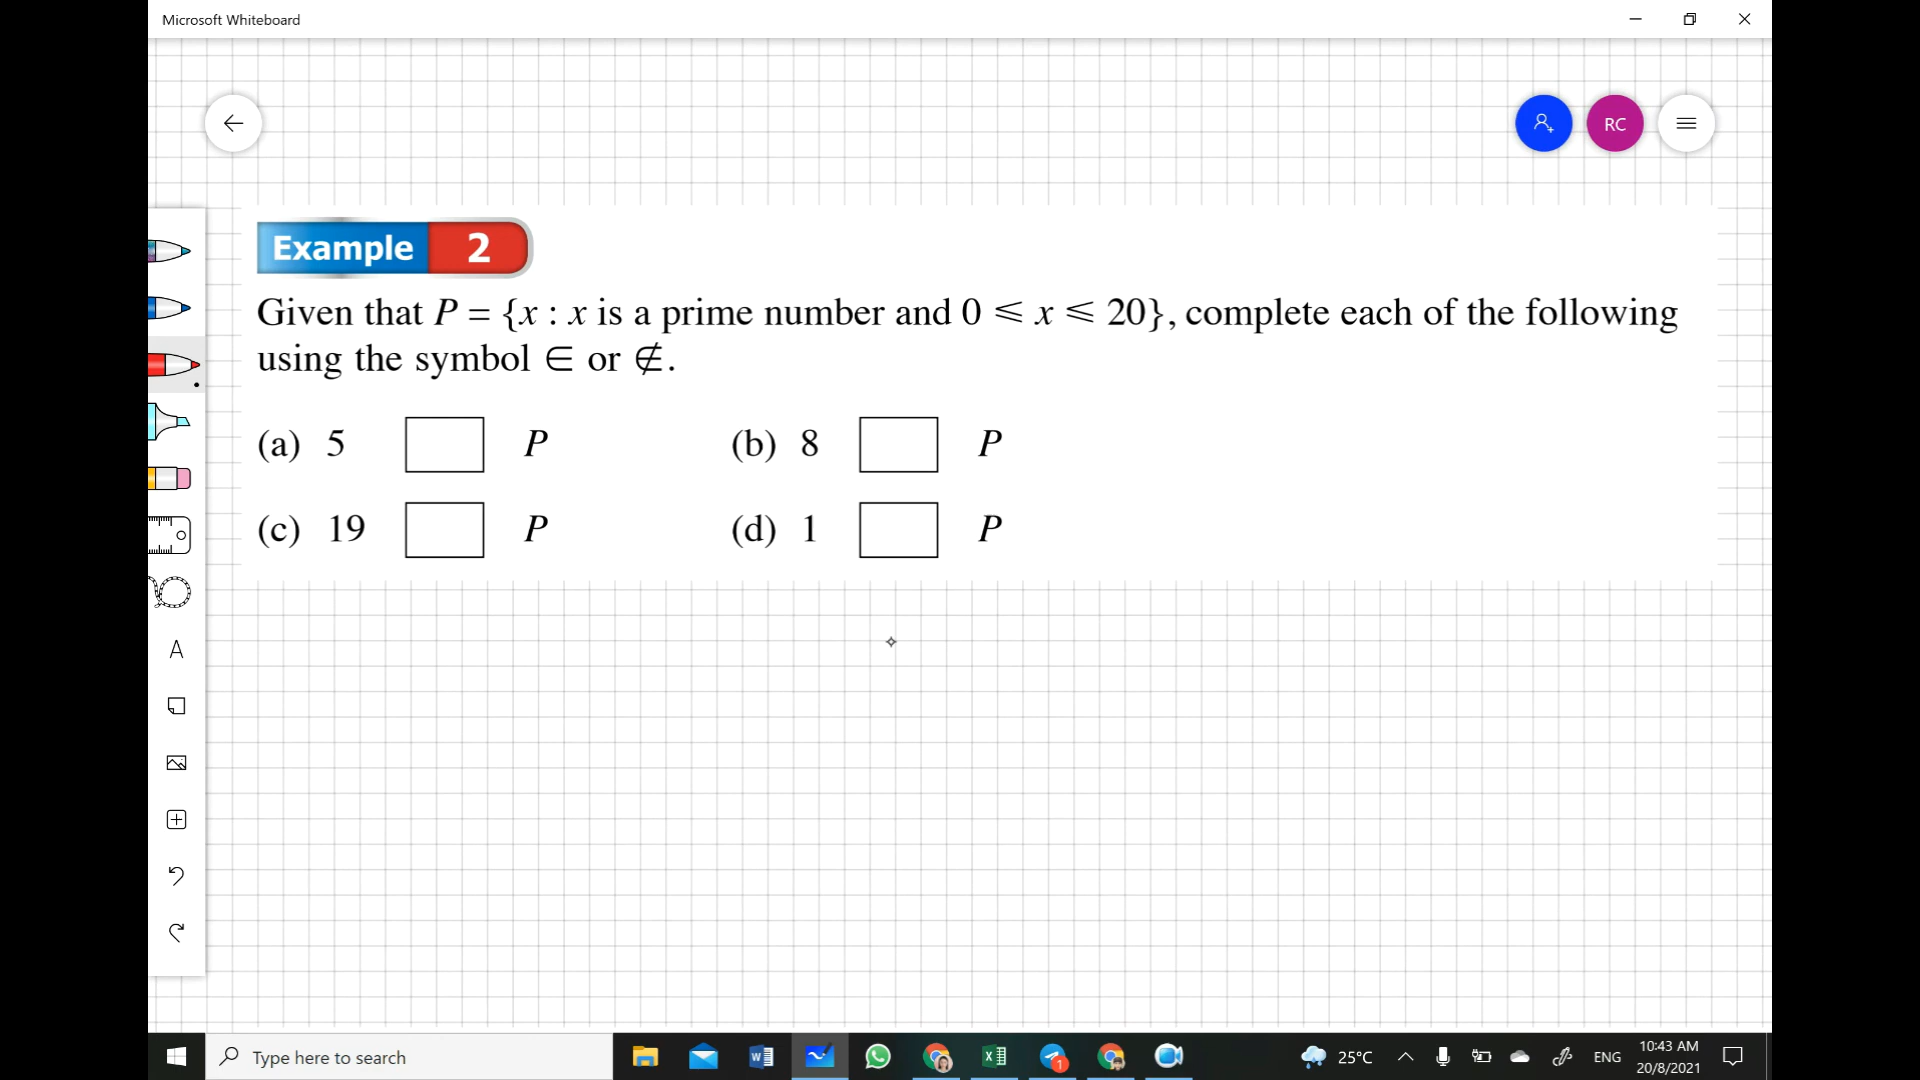 Microsoft Whiteboard
RC
Example 2
Given that P = {x : x is a prime number and 0 ⩽ x ⩽ 20}, complete each of the following
using the symbol ∈ or ∉.
(a) 5 P (b) 8 P
(c) 19 P (d) 1 P
A
Type here to search
1
25°C
ENG
10:43 AM
20/8/2021